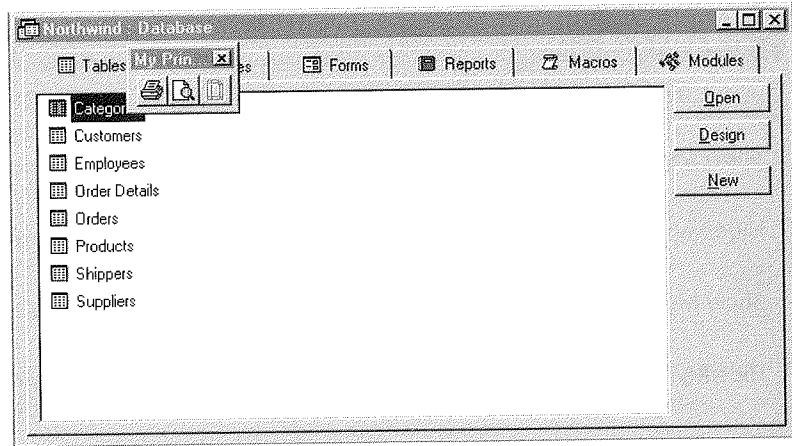 Northwind : Database
Tables My Prin... es Forms Reports Macros Modules
Categor
Customers
Employees
Order Details
Orders
Products
Shippers
Suppliers
Open
Design
New